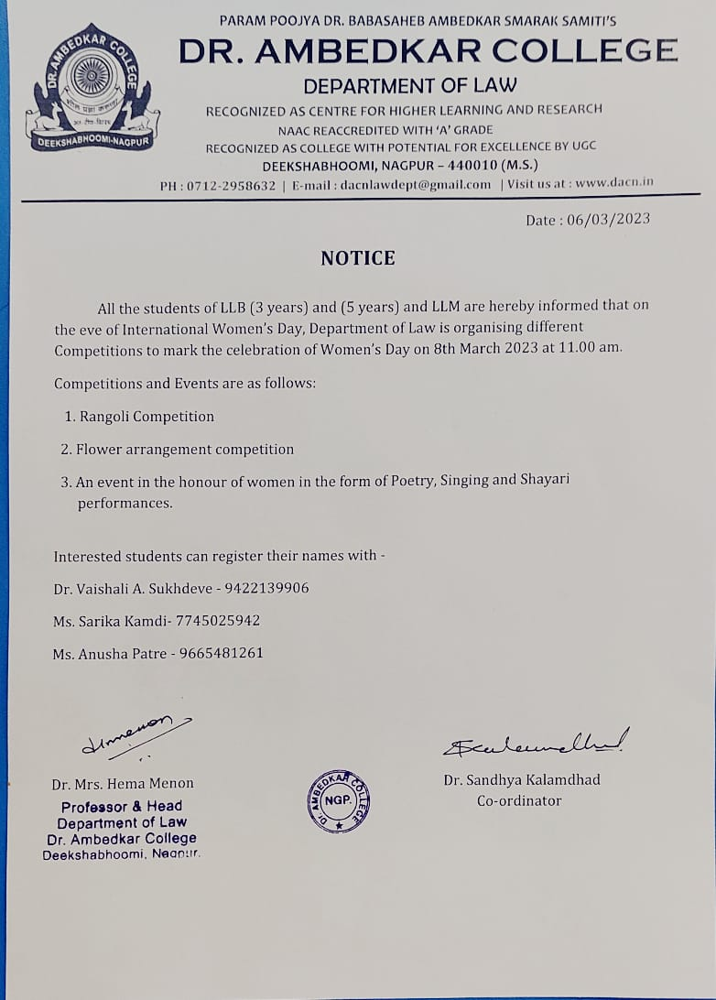 PARAM POOJYA DR. BABASAHEB AMBEDKAR SMARAK SAMITI'S
DR. AMBEDKAR COLLEGE
DEPARTMENT OF LAW
RECOGNIZED AS CENTRE FOR HIGHER LEARNING AND RESEARCH
NAAC REACCREDITED WITH 'A' GRADE
RECOGNIZED AS COLLEGE WITH POTENTIAL FOR EXCELLENCE BY UGC
DEEKSHABHOOMI, NAGPUR – 440010 (M.S.)
PH : 0712-2958632 | E-mail : dacnlawdept@gmail.com | Visit us at : www.dacn.in
DR. AMBEDKAR COLLEGE
DEEKSHABHOOMI-NAGPUR
Date : 06/03/2023
NOTICE
All the students of LLB (3 years) and (5 years) and LLM are hereby informed that on
the eve of International Women's Day, Department of Law is organising different
Competitions to mark the celebration of Women's Day on 8th March 2023 at 11.00 am.
Competitions and Events are as follows:
1. Rangoli Competition
2. Flower arrangement competition
3. An event in the honour of women in the form of Poetry, Singing and Shayari
performances.
Interested students can register their names with -
Dr. Vaishali A. Sukhdeve - 9422139906
Ms. Sarika Kamdi- 7745025942
Ms. Anusha Patre - 9665481261
Dr. Mrs. Hema Menon
Professor & Head
Department of Law
Dr. Ambedkar College
Deekshabhoomi, Nagpur.
DR. AMBEDKAR COLLEGE
NGP.
Dr. Sandhya Kalamdhad
Co-ordinator